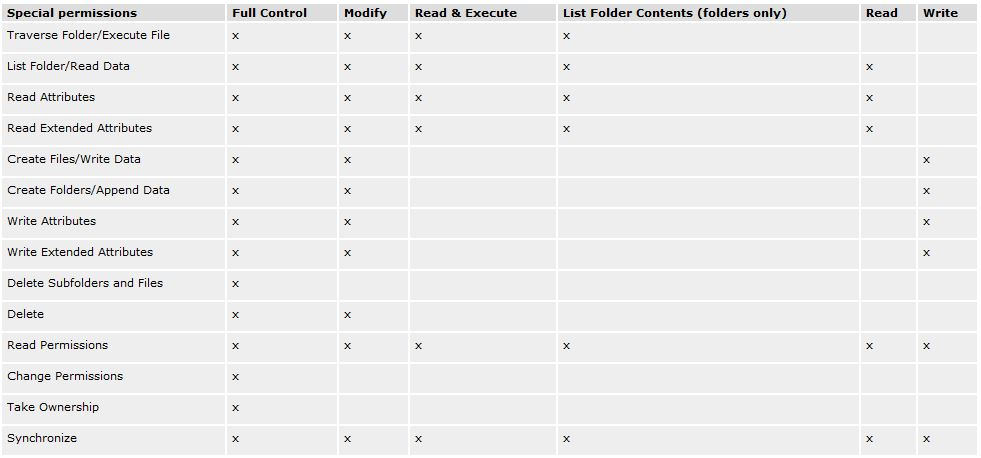 Special permissions Full Control Modify Read & Execute List Folder Contents (folders only) Read Write
Traverse Folder/Execute File x x x x
List Folder/Read Data x x x x x
Read Attributes x x x x x
Read Extended Attributes x x x x x
Create Files/Write Data x x x
Create Folders/Append Data x x x
Write Attributes x x x
Write Extended Attributes x x x
Delete Subfolders and Files x
Delete x x
Read Permissions x x x x x x
Change Permissions x
Take Ownership x
Synchronize x x x x x x